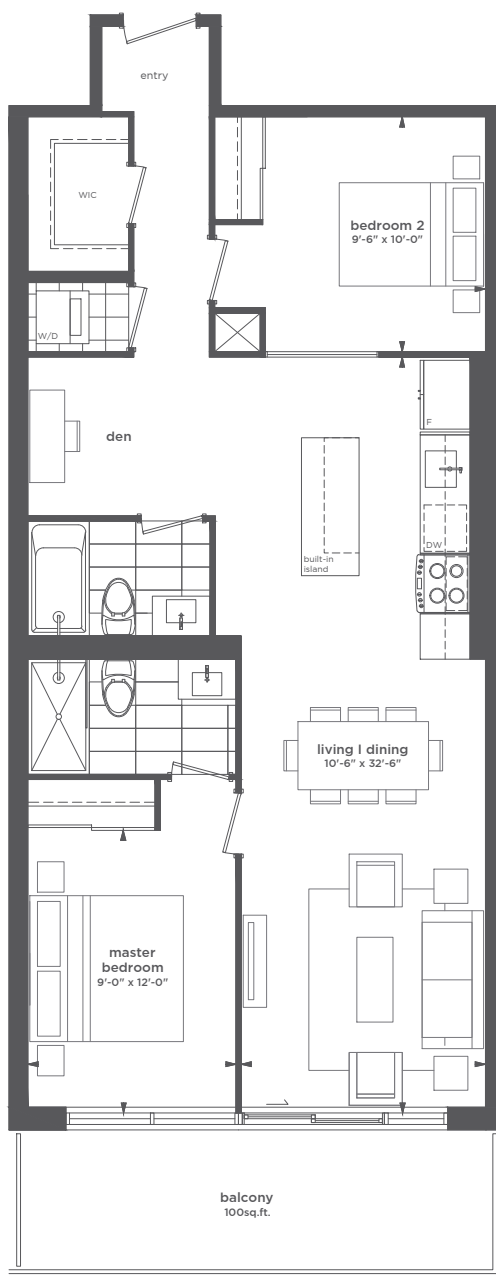 entry
WIC
bedroom 2
9'-6" x 10'-0"
W/D
den
F
DW
built-in
island
living I dining
10'-6" x 32'-6"
master
bedroom
9'-0" x 12'-0"
balcony
100sq.ft.